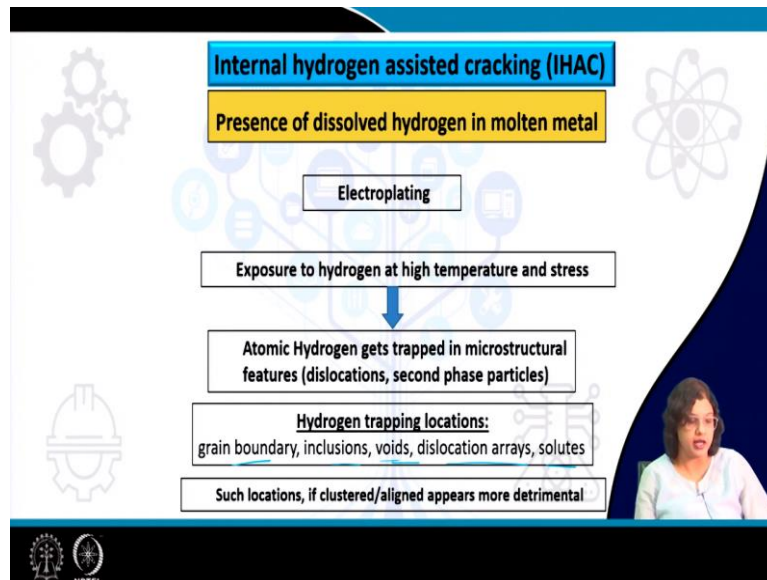 Internal hydrogen assisted cracking (IHAC)
Presence of dissolved hydrogen in molten metal
Electroplating
Exposure to hydrogen at high temperature and stress
Atomic Hydrogen gets trapped in microstructural
features (dislocations, second phase particles)
Hydrogen trapping locations:
grain boundary, inclusions, voids, dislocation arrays, solutes
Such locations, if clustered/aligned appears more detrimental